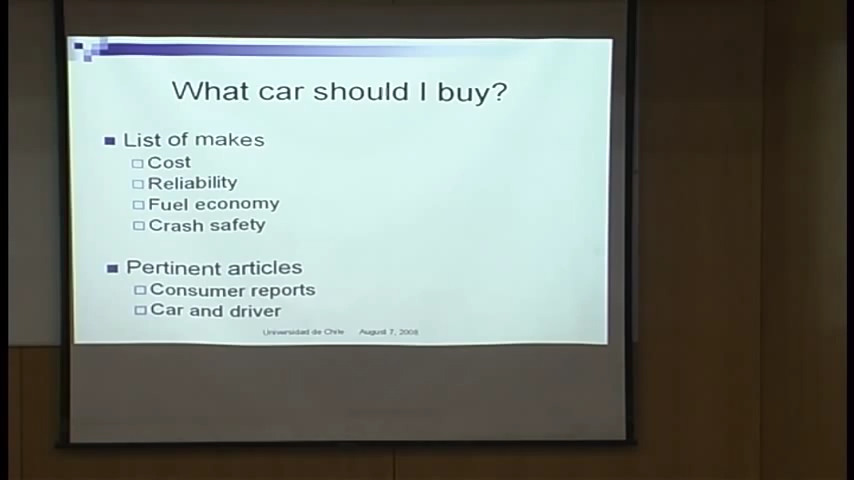 What car should I buy?
List of makes
Cost
Reliability
Fuel economy
Crash safety
Pertinent articles
Consumer reports
Car and driver
Universidad de Chile August 7, 2008